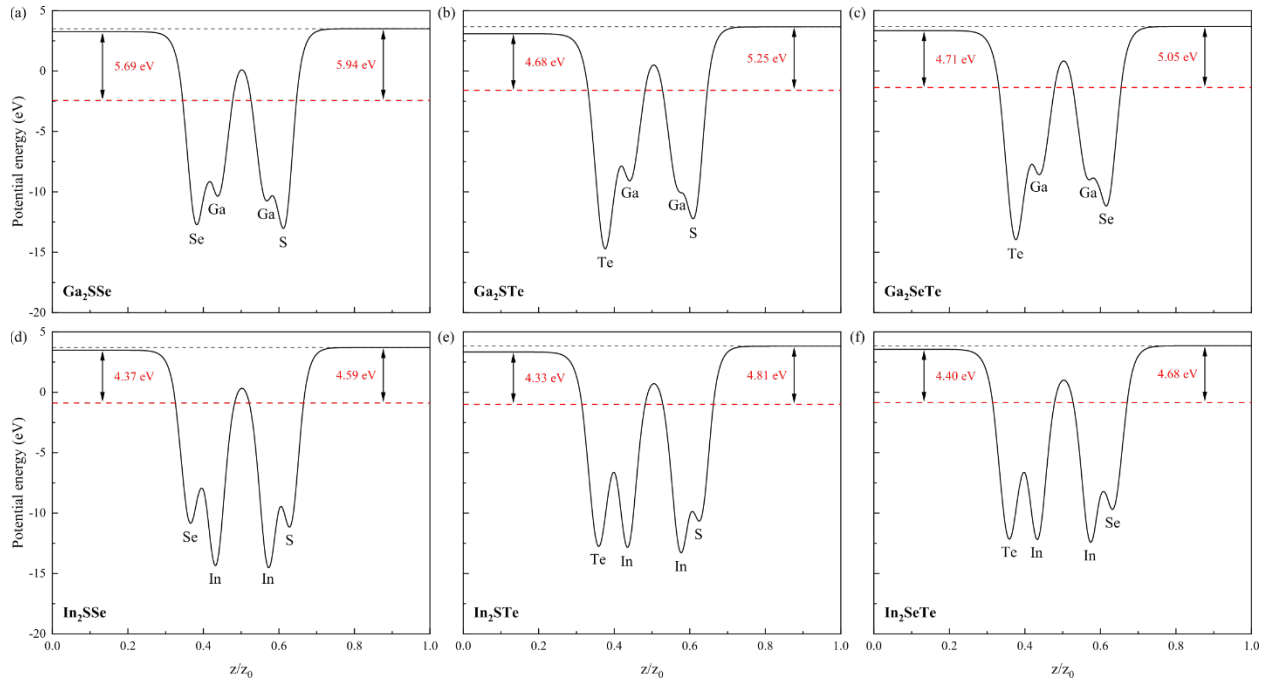 (a)
5
0
-5
-10
-15
-20
Potential energy (eV)
5.69 eV
5.94 eV
Se
Ga
Ga
S
Ga₂SSe
(b)
4.68 eV
5.25 eV
Te
Ga
Ga
S
Ga₂STe
(c)
4.71 eV
5.05 eV
Te
Ga
Ga
Se
Ga₂SeTe
(d)
5
0
-5
-10
-15
-20
Potential energy (eV)
4.37 eV
4.59 eV
Se
In
In
S
In₂SSe
0.0 0.2 0.4 0.6 0.8 1.0
z/z₀
(e)
4.33 eV
4.81 eV
Te
In
In
S
In₂STe
0.0 0.2 0.4 0.6 0.8 1.0
z/z₀
(f)
4.40 eV
4.68 eV
Te
In
In
Se
In₂SeTe
0.0 0.2 0.4 0.6 0.8 1.0
z/z₀